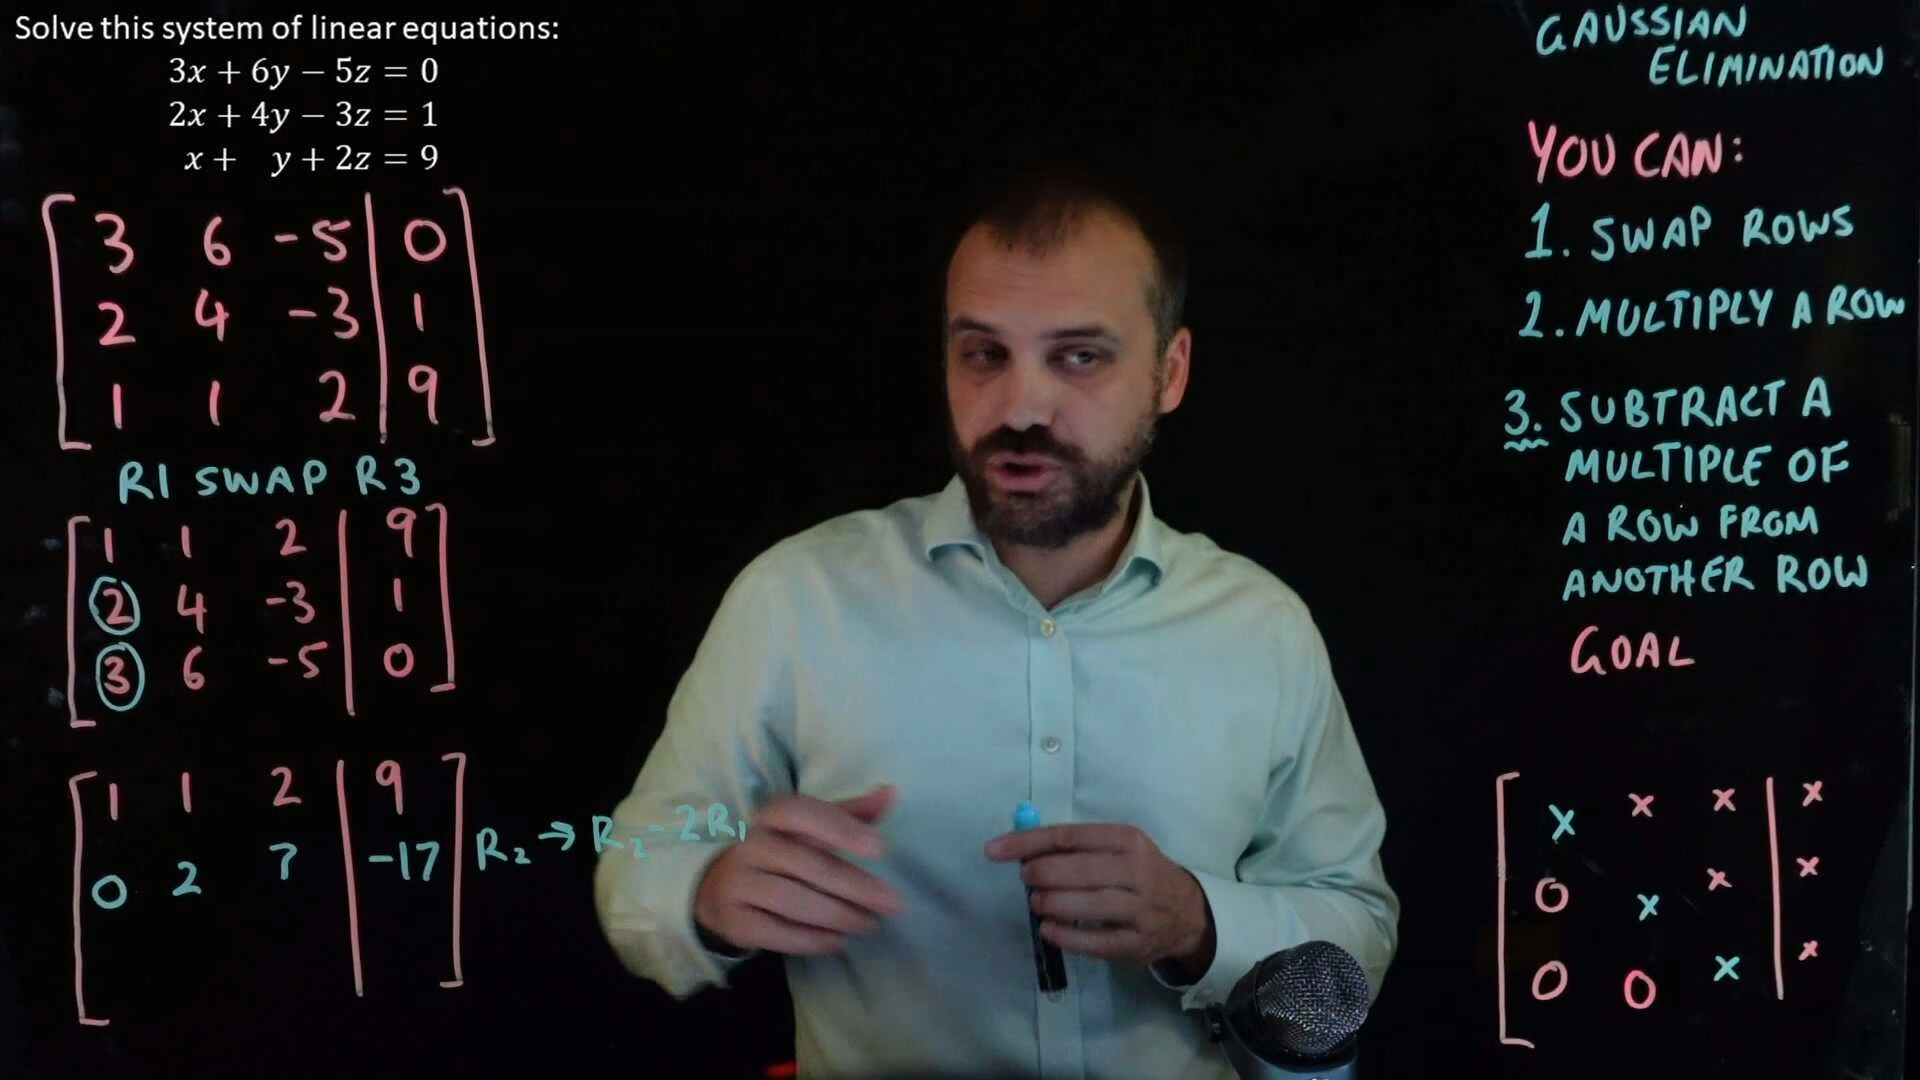 Solve this system of linear equations:
3x + 6y − 5z = 0
2x + 4y − 3z = 1
x + y + 2z = 9
3 6 -5 | 0
2 4 -3 | 1
1 1 2 | 9
R1 SWAP R3
1 1 2 | 9
2 4 -3 | 1
3 6 -5 | 0
1 1 2 | 9
0 2 7 | -17 R₂ → R₂ - 2R₁
GAUSSIAN
ELIMINATION
YOU CAN:
1. SWAP ROWS
2. MULTIPLY A ROW
3. SUBTRACT A
MULTIPLE OF
A ROW FROM
ANOTHER ROW
GOAL
x x x | x
0 x x | x
0 0 x | x